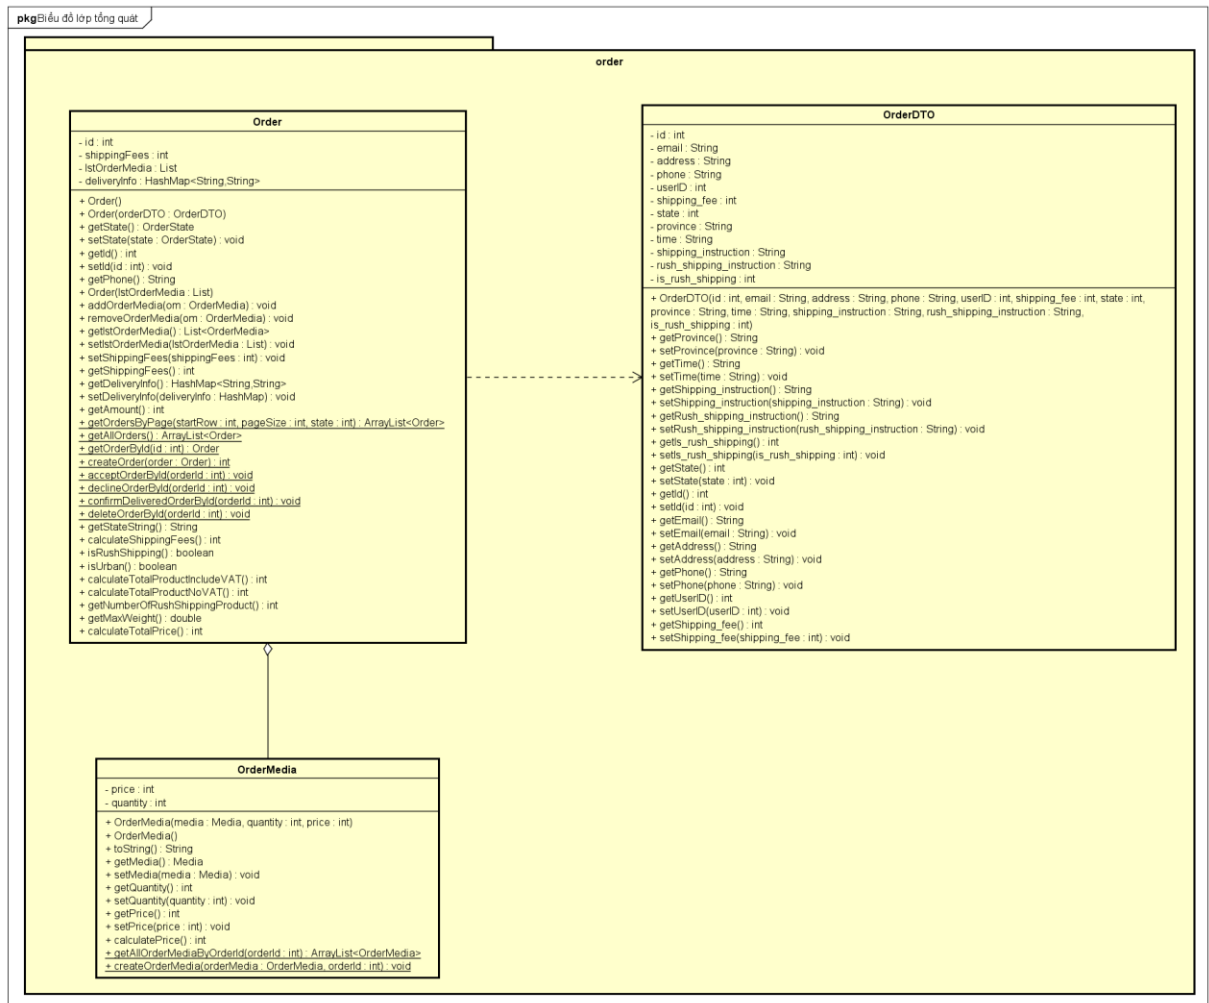 pkg Biểu đồ lớp tổng quát
order
Order
- id : int
- shippingFees : int
- lstOrderMedia : List
- deliveryInfo : HashMap<String,String>
+ Order()
+ Order(orderDTO : OrderDTO)
+ getState() : OrderState
+ setState(state : OrderState) : void
+ getId() : int
+ setId(id : int) : void
+ getPhone() : String
+ Order(lstOrderMedia : List)
+ addOrderMedia(om : OrderMedia) : void
+ removeOrderMedia(om : OrderMedia) : void
+ getlstOrderMedia() : List<OrderMedia>
+ setlstOrderMedia(lstOrderMedia : List) : void
+ setShippingFees(shippingFees : int) : void
+ getShippingFees() : int
+ getDeliveryInfo() : HashMap<String,String>
+ setDeliveryInfo(deliveryInfo : HashMap) : void
+ getAmount() : int
+ getOrdersByPage(startRow : int, pageSize : int, state : int) : ArrayList<Order>
+ getAllOrders() : ArrayList<Order>
+ getOrderById(id : int) : Order
+ createOrder(order : Order) : int
+ acceptOrderById(orderId : int) : void
+ declineOrderById(orderId : int) : void
+ confirmDeliveredOrderById(orderId : int) : void
+ deleteOrderById(orderId : int) : void
+ getStateString() : String
+ calculateShippingFees() : int
+ isRushShipping() : boolean
+ isUrban() : boolean
+ calculateTotalProductIncludeVAT() : int
+ calculateTotalProductNoVAT() : int
+ getNumberOfRushShippingProduct() : int
+ getMaxWeight() : double
+ calculateTotalPrice() : int
OrderDTO
- id : int
- email : String
- address : String
- phone : String
- userID : int
- shipping_fee : int
- state : int
- province : String
- time : String
- shipping_instruction : String
- rush_shipping_instruction : String
- is_rush_shipping : int
+ OrderDTO(id : int, email : String, address : String, phone : String, userID : int, shipping_fee : int, state : int,
province : String, time : String, shipping_instruction : String, rush_shipping_instruction : String,
is_rush_shipping : int)
+ getProvince() : String
+ setProvince(province : String) : void
+ getTime() : String
+ setTime(time : String) : void
+ getShipping_instruction() : String
+ setShipping_instruction(shipping_instruction : String) : void
+ getRush_shipping_instruction() : String
+ setRush_shipping_instruction(rush_shipping_instruction : String) : void
+ getIs_rush_shipping() : int
+ setIs_rush_shipping(is_rush_shipping : int) : void
+ getState() : int
+ setState(state : int) : void
+ getId() : int
+ setId(id : int) : void
+ getEmail() : String
+ setEmail(email : String) : void
+ getAddress() : String
+ setAddress(address : String) : void
+ getPhone() : String
+ setPhone(phone : String) : void
+ getUserID() : int
+ setUserID(userID : int) : void
+ getShipping_fee() : int
+ setShipping_fee(shipping_fee : int) : void
OrderMedia
- price : int
- quantity : int
+ OrderMedia(media : Media, quantity : int, price : int)
+ OrderMedia()
+ toString() : String
+ getMedia() : Media
+ setMedia(media : Media) : void
+ getQuantity() : int
+ setQuantity(quantity : int) : void
+ getPrice() : int
+ setPrice(price : int) : void
+ calculatePrice() : int
+ getAllOrderMediaByOrderId(orderId : int) : ArrayList<OrderMedia>
+ createOrderMedia(orderMedia : OrderMedia, orderId : int) : void